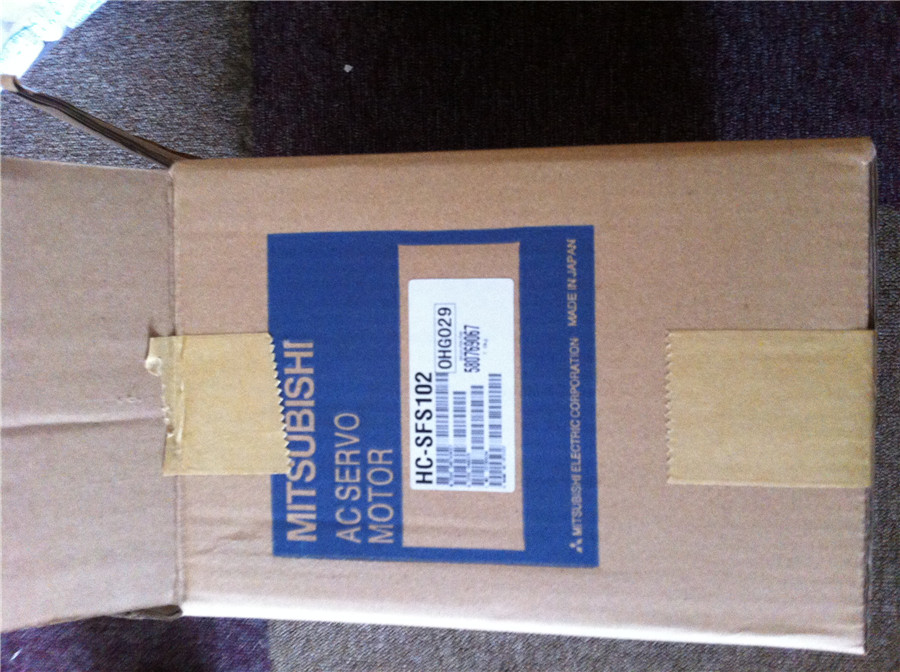 MITSUBISHI
AC SERVO
MOTOR
HC-SFS102
OHG029
580769067
MITSUBISHI ELECTRIC CORPORATION MADE IN JAPAN